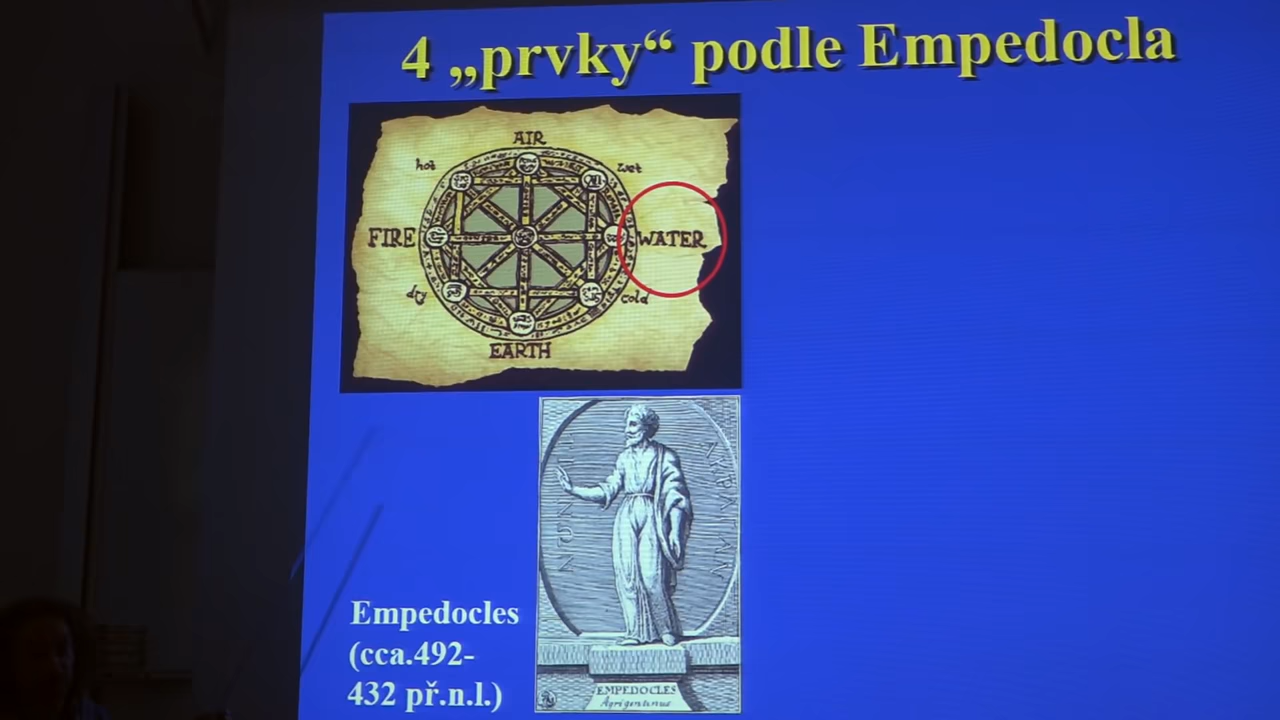 4 „prvky“ podle Empedocla
AIR
hot
wet
FIRE
WATER
dry
cold
EARTH
Empedocles
(cca.492-
432 př.n.l.)
EMPEDOCLES
Agrigentinus